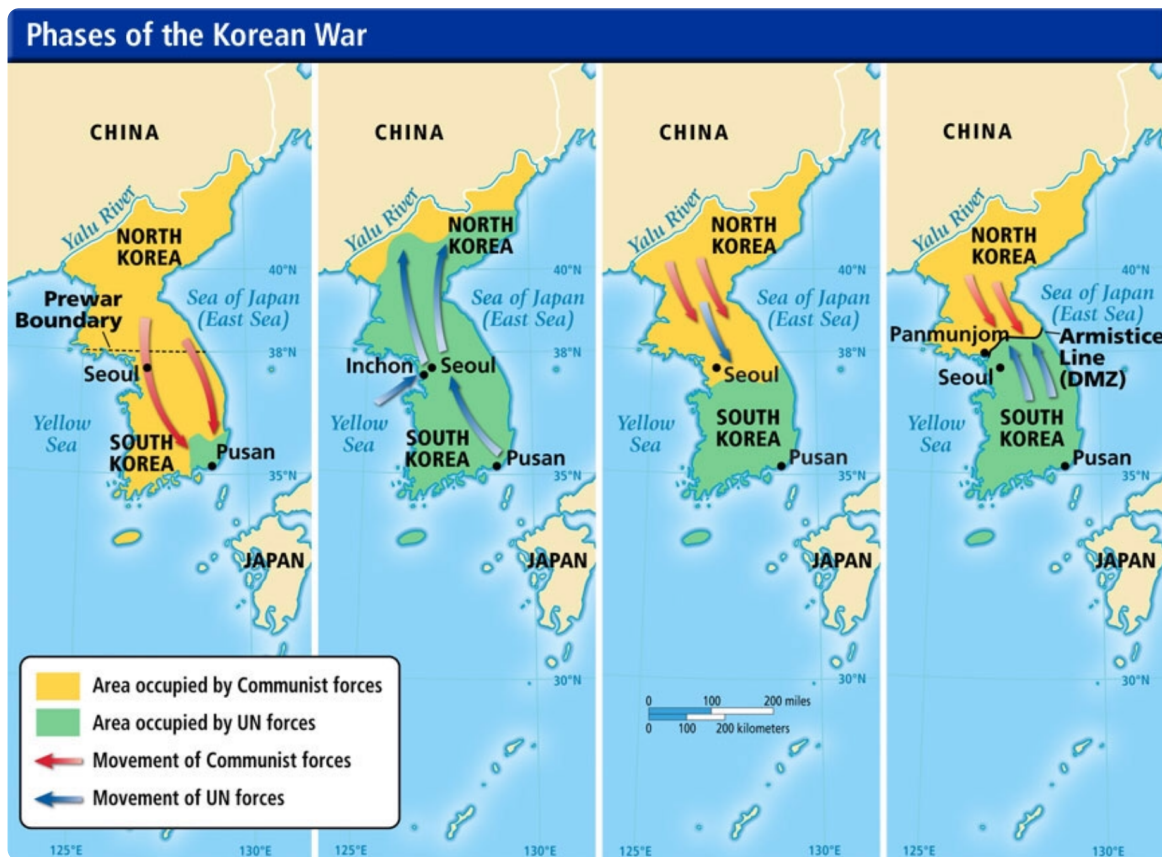 Phases of the Korean War
CHINA
Yalu River
NORTH
KOREA
40°N
Sea of Japan
(East Sea)
Prewar
Boundary
38°N
Seoul
Yellow
Sea
SOUTH
KOREA
Pusan
35°N
JAPAN
CHINA
Yalu River
NORTH
KOREA
40°N
Sea of Japan
(East Sea)
38°N
Inchon
Seoul
Yellow
Sea
SOUTH
KOREA
Pusan
35°N
JAPAN
30°N
130°E
CHINA
Yalu River
NORTH
KOREA
40°N
Sea of Japan
(East Sea)
38°N
Seoul
Yellow
Sea
SOUTH
KOREA
Pusan
35°N
JAPAN
30°N
0 100 200 miles
0 100 200 kilometers
125°E
130°E
CHINA
Yalu River
NORTH
KOREA
40°N
Sea of Japan
(East Sea)
Panmunjom
Armistice
Line
(DMZ)
38°N
Seoul
Yellow
Sea
SOUTH
KOREA
Pusan
35°N
JAPAN
30°N
125°E
130°E
Area occupied by Communist forces
Area occupied by UN forces
Movement of Communist forces
Movement of UN forces
125°E
130°E
125°E